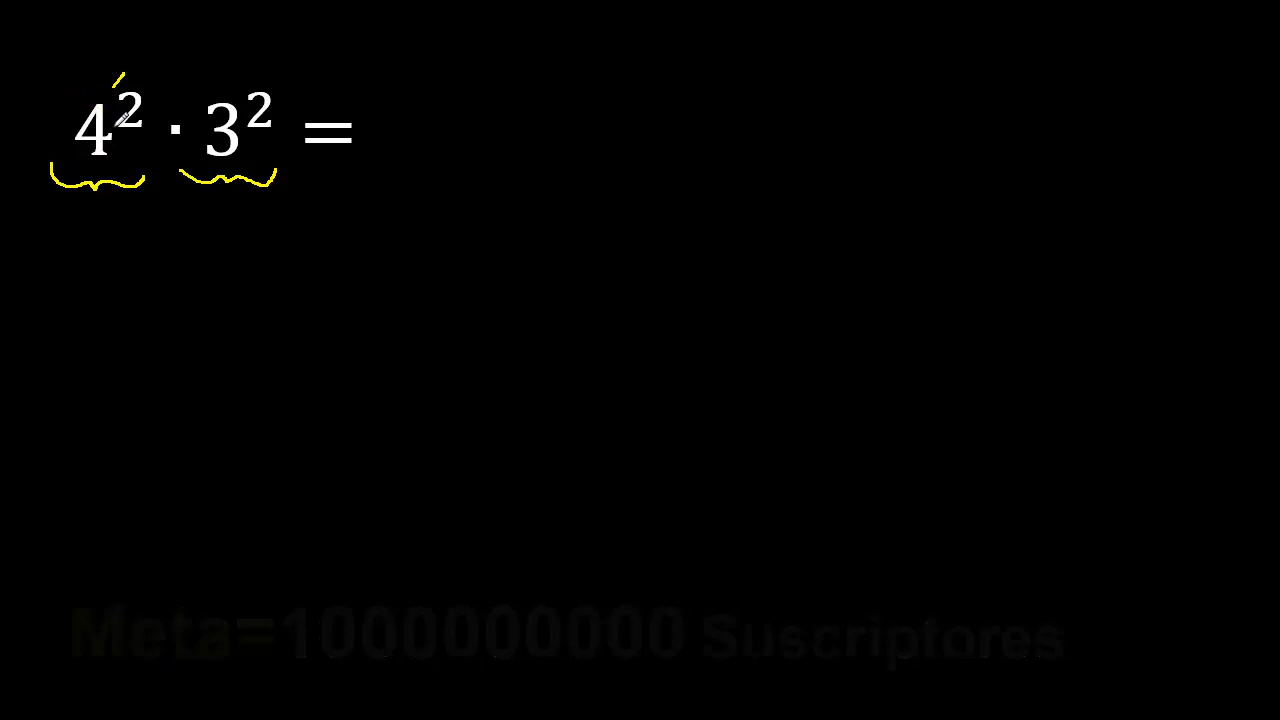 4² · 3² =
Meta=1000000000 Suscriptores